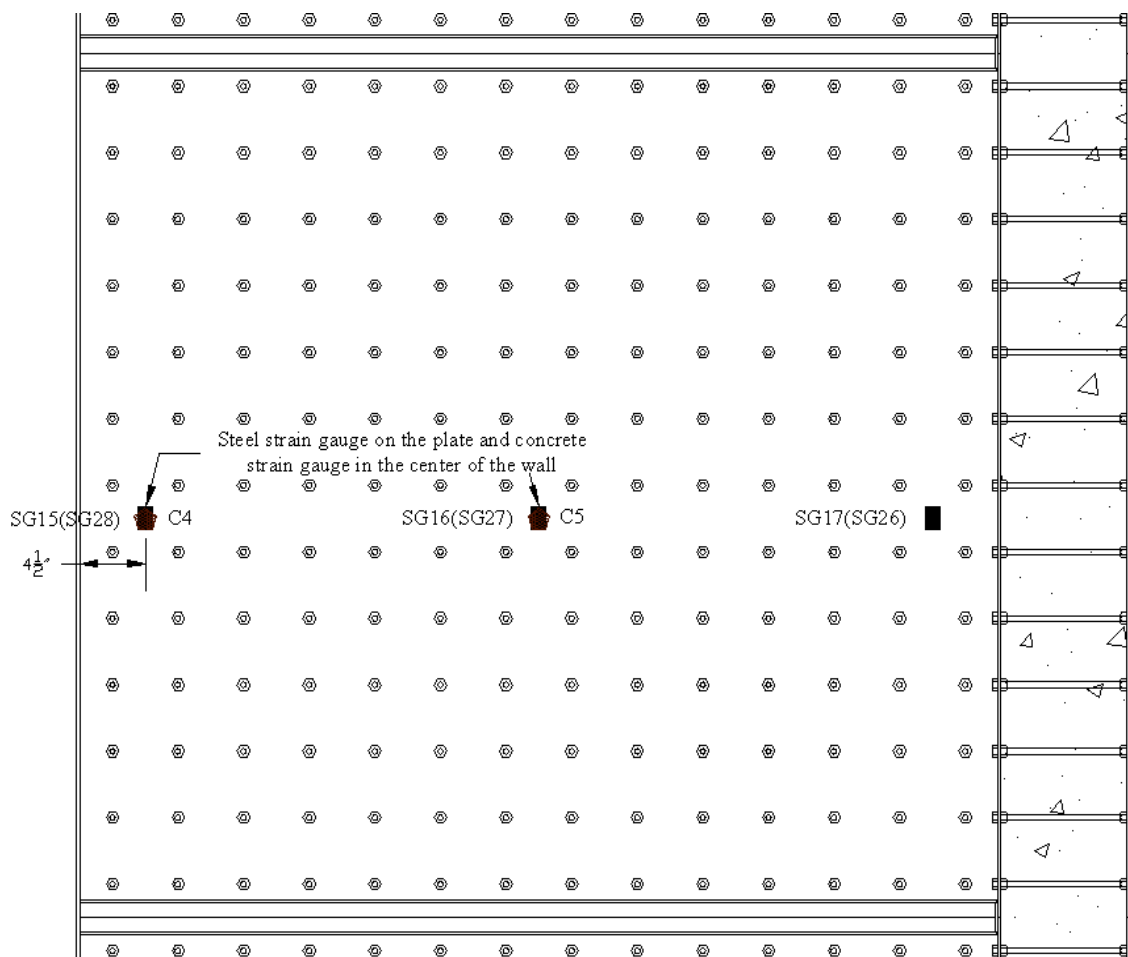 Steel strain gauge on the plate and concrete
strain gauge in the center of the wall
SG15(SG28) C4 SG16(SG27) C5 SG17(SG26)
4½"